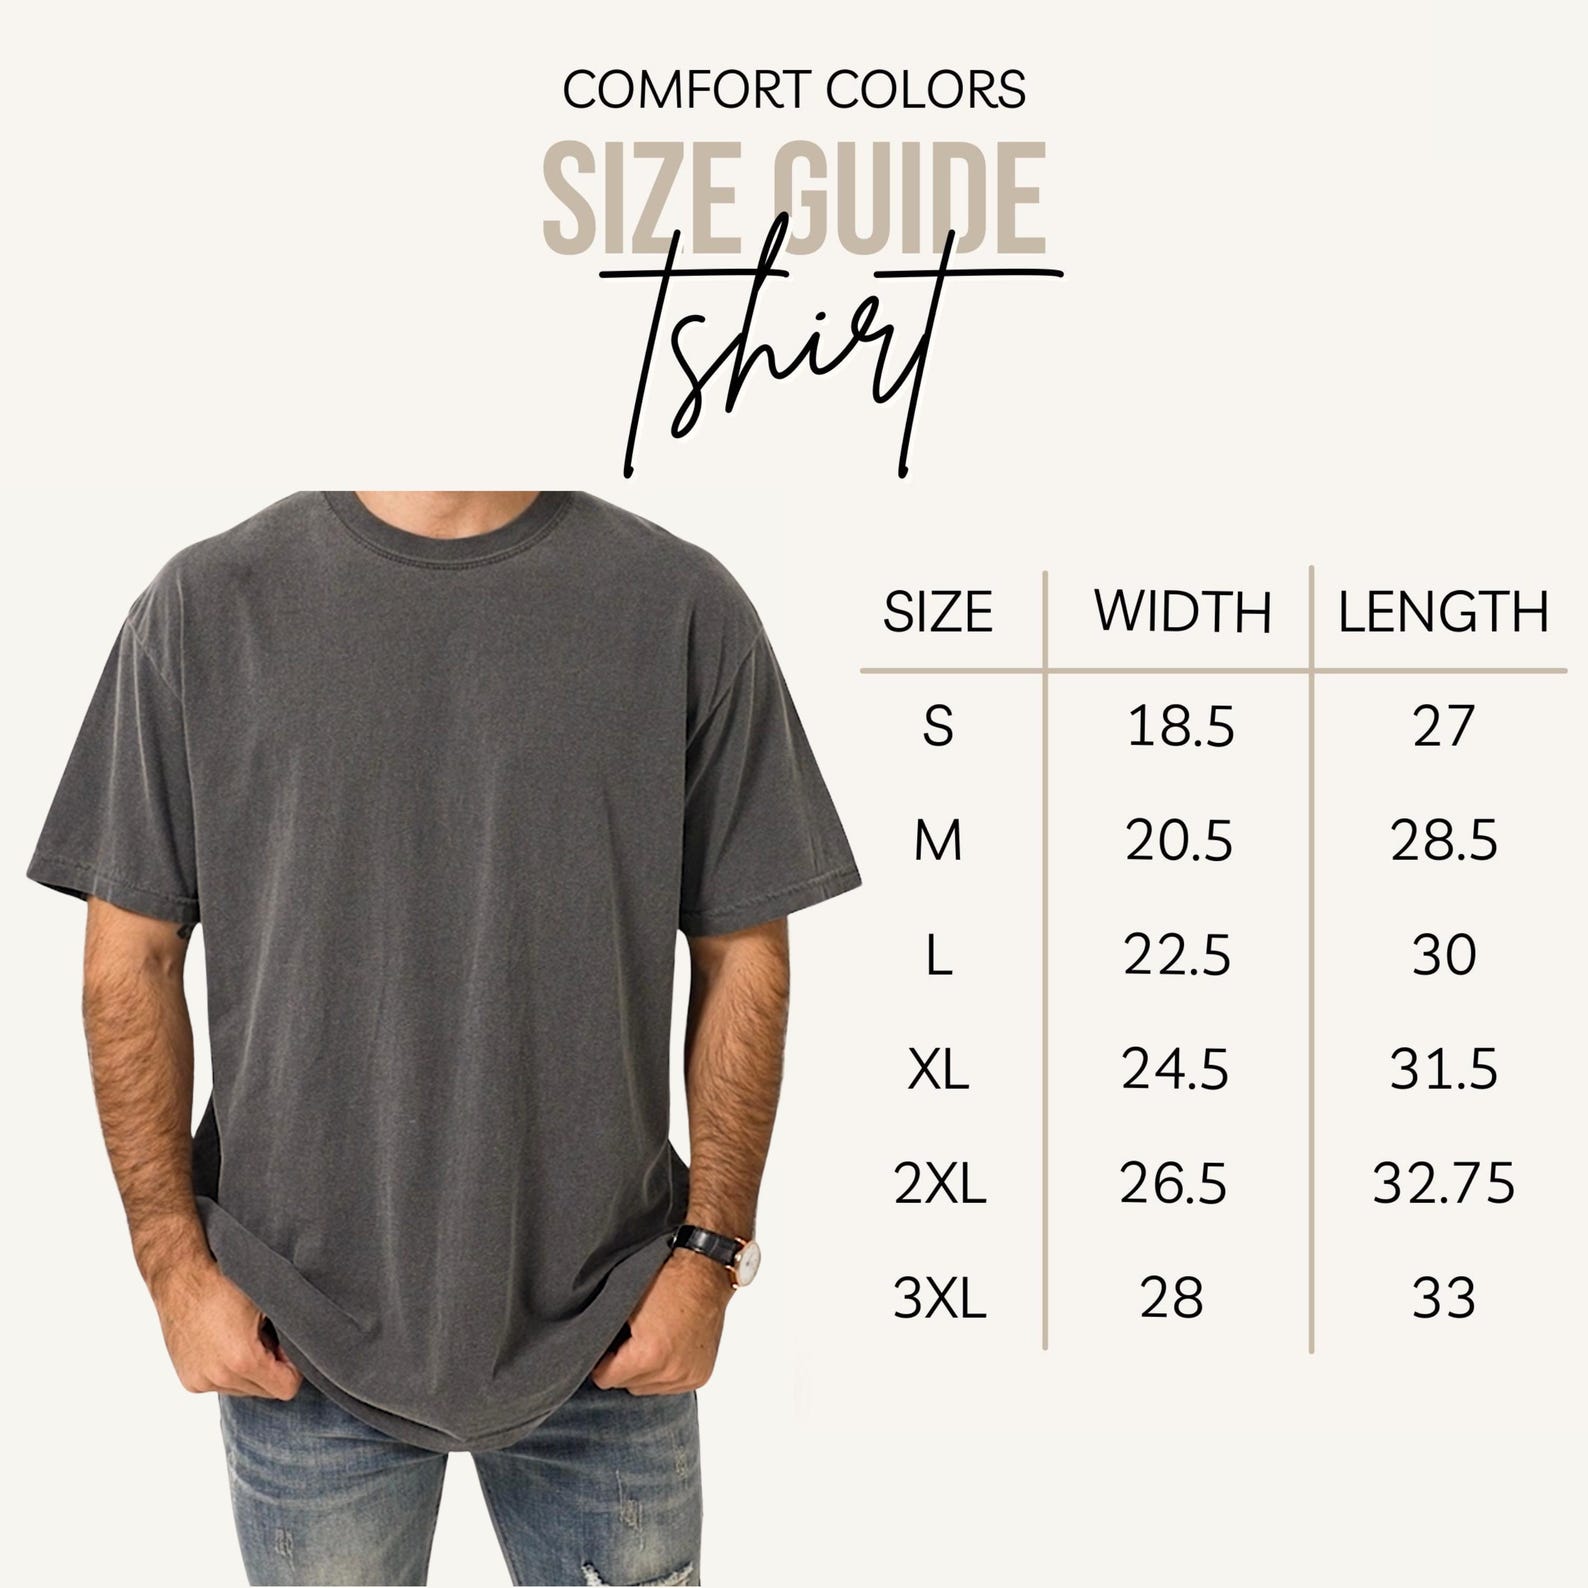 COMFORT COLORS
SIZE GUIDE
tshirt
SIZE WIDTH LENGTH
S 18.5 27
M 20.5 28.5
L 22.5 30
XL 24.5 31.5
2XL 26.5 32.75
3XL 28 33